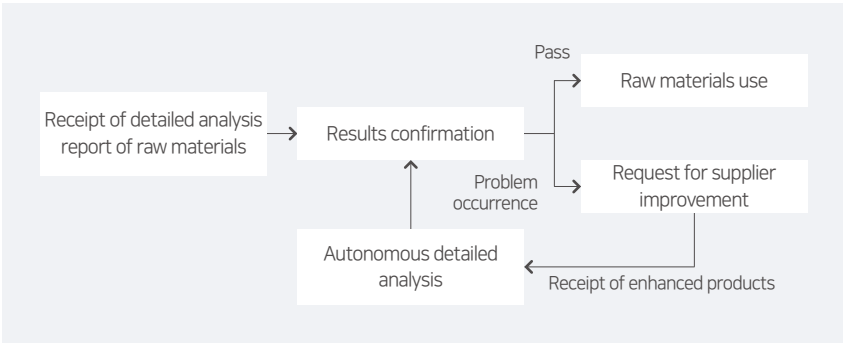 Pass
Raw materials use
Receipt of detailed analysis
report of raw materials
Results confirmation
Problem
occurrence
Request for supplier
improvement
Autonomous detailed
analysis
Receipt of enhanced products